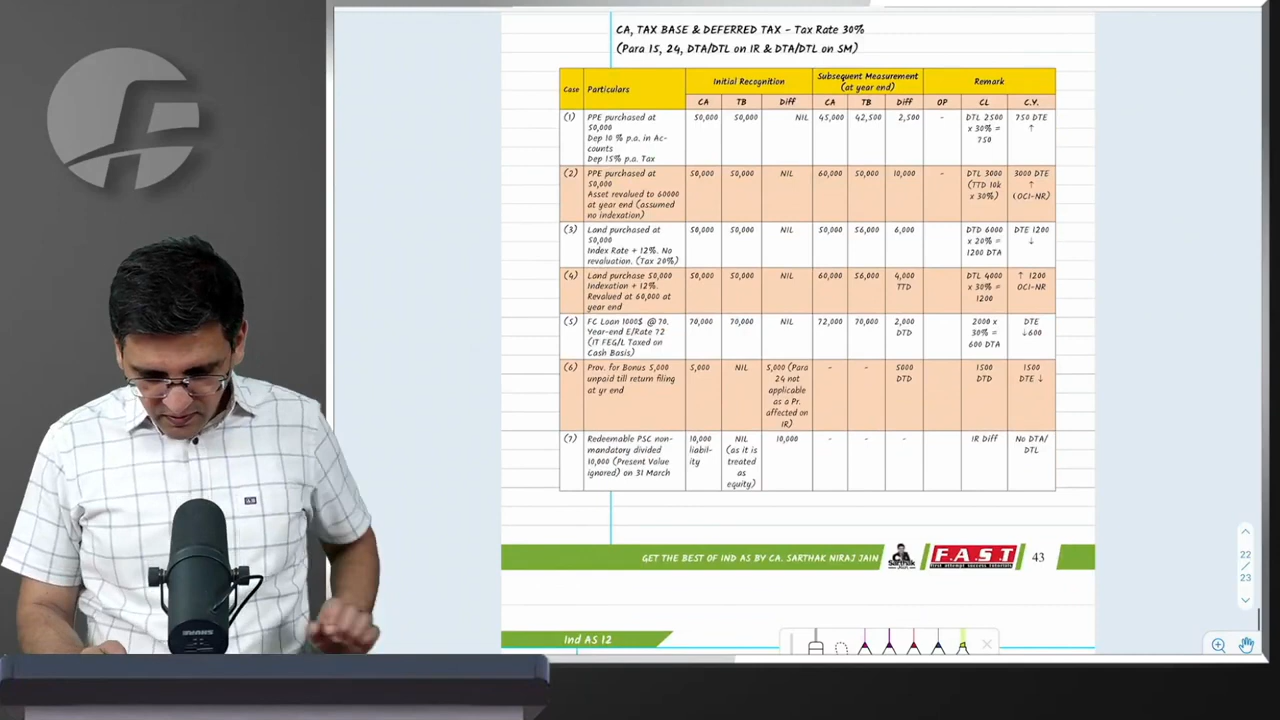 CA, TAX BASE & DEFERRED TAX - Tax Rate 30%
(Para 15, 24, DTA/DTL on IR & DTA/DTL on SM)
Case Particulars Initial Recognition Subsequent Measurement (at year end) Remark
CA TB Diff CA TB Diff OP CL C.Y.
(1) PPE purchased at 50,000 Dep 10 % p.a. in Ac-counts Dep 15% p.a. Tax 50,000 50,000 NIL 45,000 42,500 2,500 - DTL 2500 x 30% = 750 750 DTE ↑
(2) PPE purchased at 50,000 Asset revalued to 60000 at year end (assumed no indexation) 50,000 50,000 NIL 60,000 50,000 10,000 - DTL 3000 (TTD 10k x 30%) 3000 DTE ↑ (OCI-NR)
(3) Land purchased at 50,000 Index Rate + 12%. No revaluation. (Tax 20%) 50,000 50,000 NIL 50,000 56,000 6,000 DTD 6000 x 20% = 1200 DTA DTE 1200 ↓
(4) Land purchase 50,000 Indexation + 12%. Revalued at 60,000 at year end 50,000 50,000 NIL 60,000 56,000 4,000 TTD DTL 4000 x 30% = 1200 ↑ 1200 OCI-NR
(5) FC Loan 1000$ @ 70. Year-end E/Rate 72 (IT FEG/L Taxed on Cash Basis) 70,000 70,000 NIL 72,000 70,000 2,000 DTD 2000 x 30% = 600 DTA DTE ↓600
(6) Prov. for Bonus 5,000 unpaid till return filing at yr end 5,000 NIL 5,000 (Para 24 not applicable as a Pr. affected on IR) - - 5000 DTD 1500 DTD 1500 DTE ↓
(7) Redeemable PSC non-mandatory divided 10,000 (Present Value ignored) on 31 March 10,000 liabil-ity NIL (as it is treated as equity) 10,000 - - - IR Diff No DTA/ DTL
GET THE BEST OF IND AS BY CA. SARTHAK NIRAJ JAIN
Sarthak Jain
F.A.S.T
first attempt success tutorials
43
22
/
23
Ind AS 12
SHURE